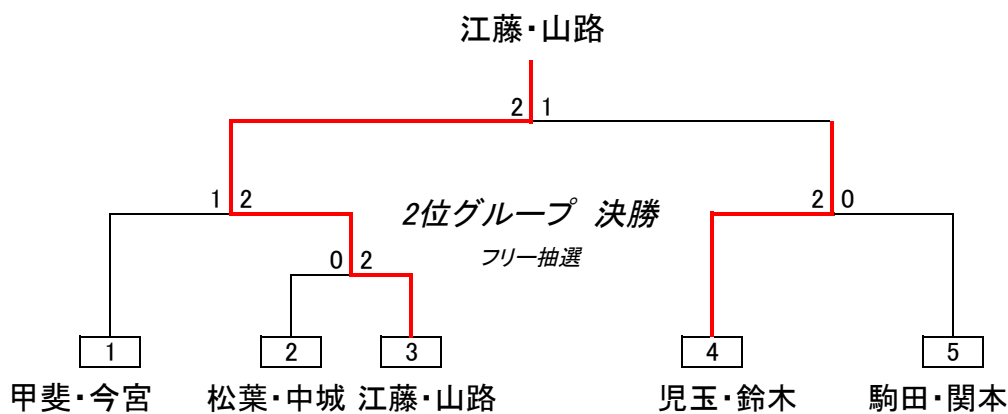 江藤・山路
2 1
1 2
2位グループ 決勝
2 0
フリー抽選
0 2
1 2 3 4 5
甲斐・今宮 松葉・中城 江藤・山路 児玉・鈴木 駒田・関本